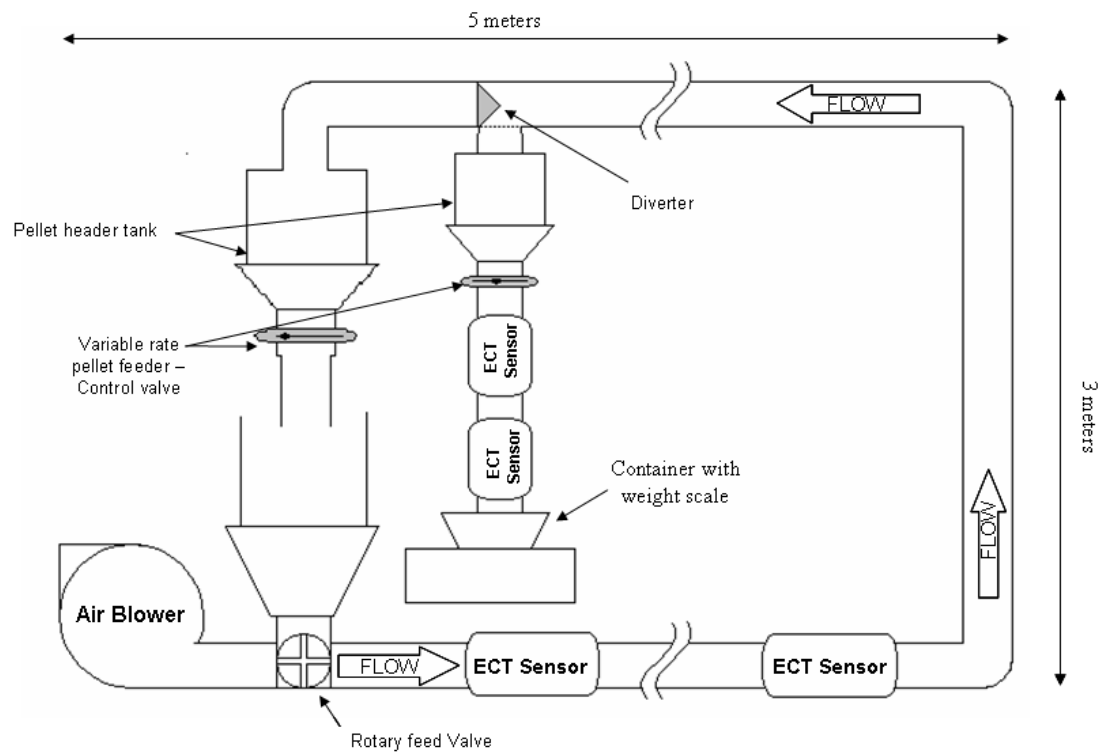 5 meters
FLOW
Diverter
Pellet header tank
Variable rate
pellet feeder –
Control valve
ECT
Sensor
ECT
Sensor
3 meters
Container with
weight scale
FLOW
Air Blower
FLOW
ECT Sensor
ECT Sensor
Rotary feed Valve